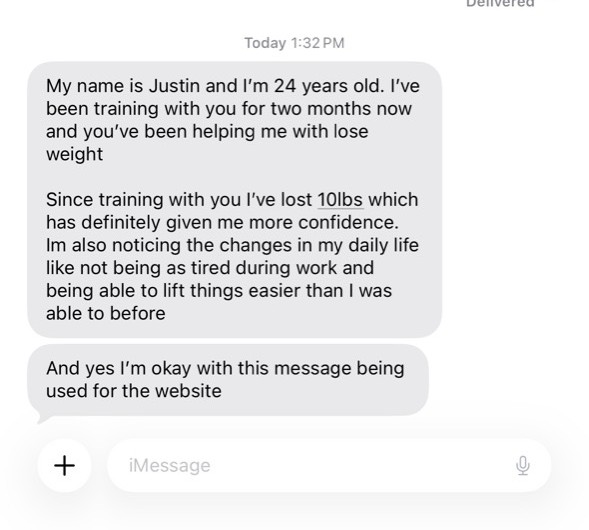 Delivered
Today 1:32 PM
My name is Justin and I'm 24 years old. I've
been training with you for two months now
and you've been helping me with lose
weight
Since training with you I've lost 10lbs which
has definitely given me more confidence.
Im also noticing the changes in my daily life
like not being as tired during work and
being able to lift things easier than I was
able to before
And yes I'm okay with this message being
used for the website
iMessage